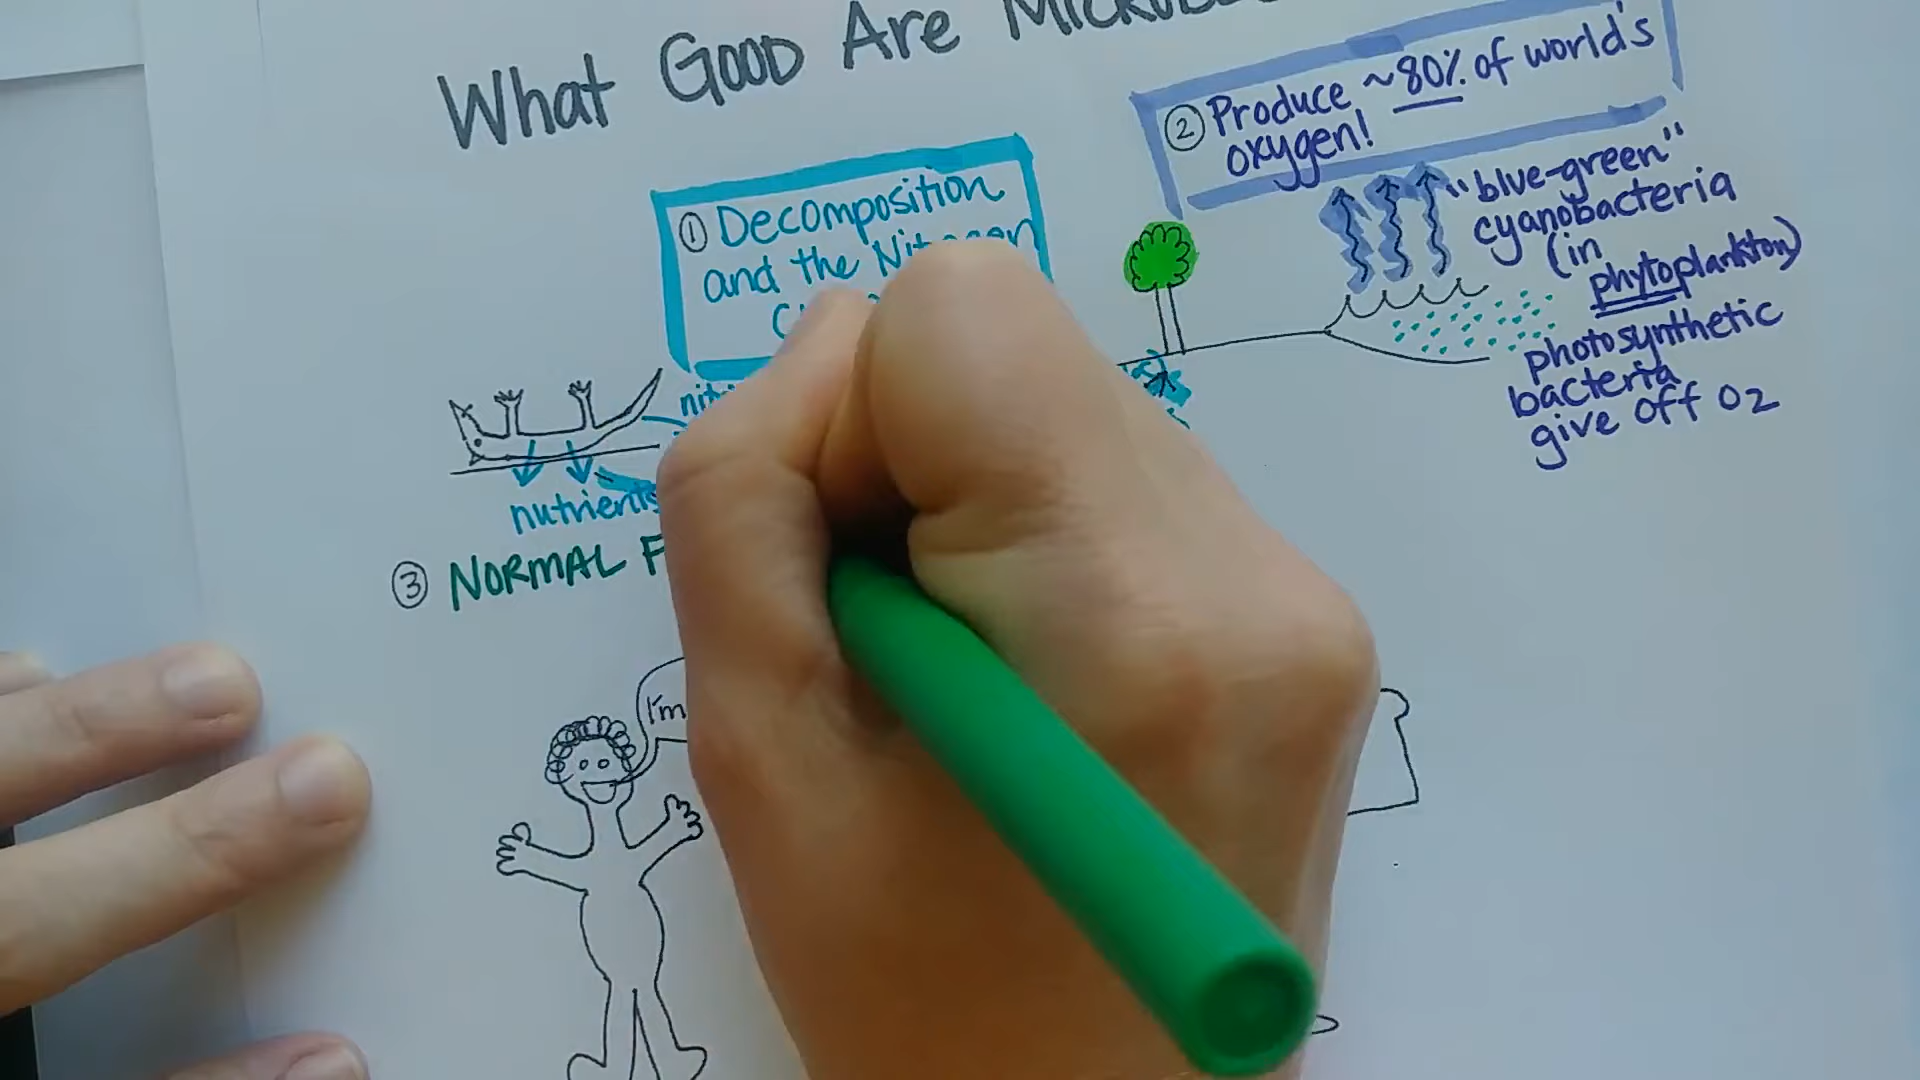 What Good Are
① Decomposition
and the
② Produce ~80% of world's
oxygen!
"blue-green"
cyanobacteria
(in
phytoplankton)
photosynthetic
bacteria
give off O2
nutrients
③ NORMAL F
I'm